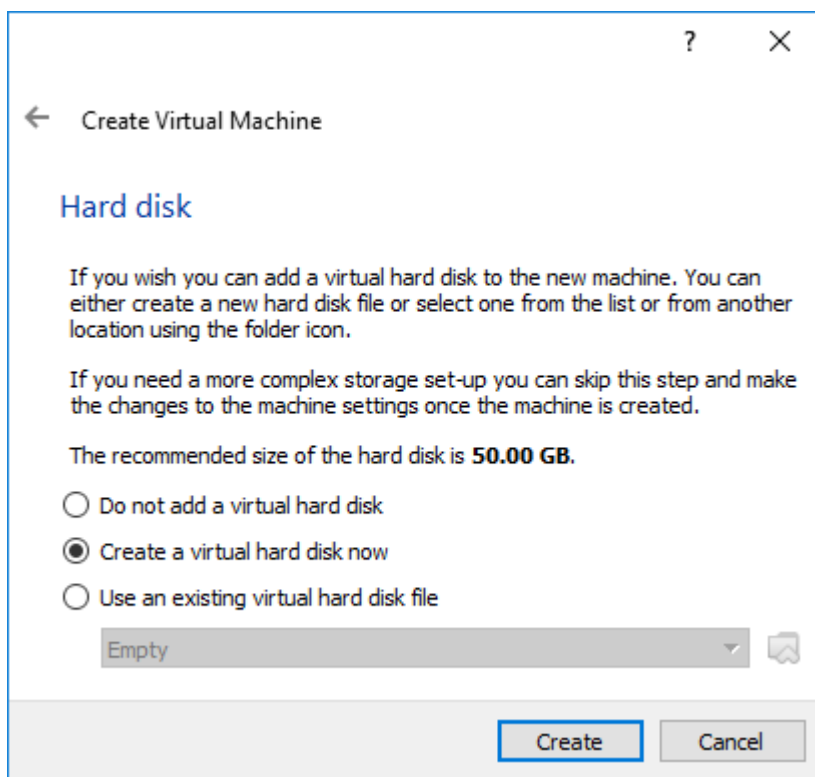 ?
Create Virtual Machine
Hard disk
If you wish you can add a virtual hard disk to the new machine. You can
either create a new hard disk file or select one from the list or from another
location using the folder icon.
If you need a more complex storage set-up you can skip this step and make
the changes to the machine settings once the machine is created.
The recommended size of the hard disk is 50.00 GB.
Do not add a virtual hard disk
Create a virtual hard disk now
Use an existing virtual hard disk file
Empty
Create Cancel